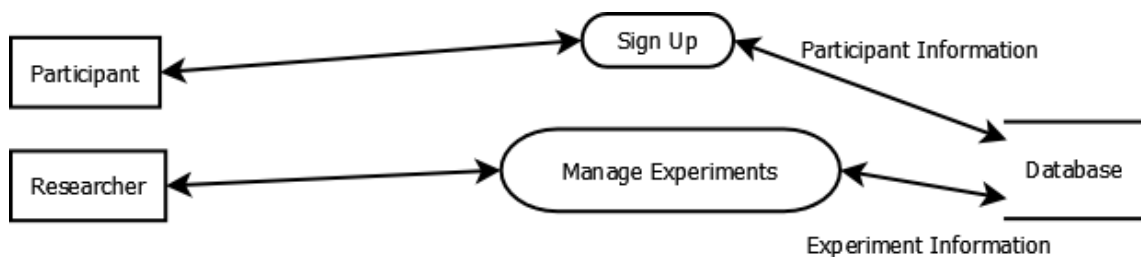 Sign Up
Participant Information
Participant
Manage Experiments
Database
Researcher
Experiment Information